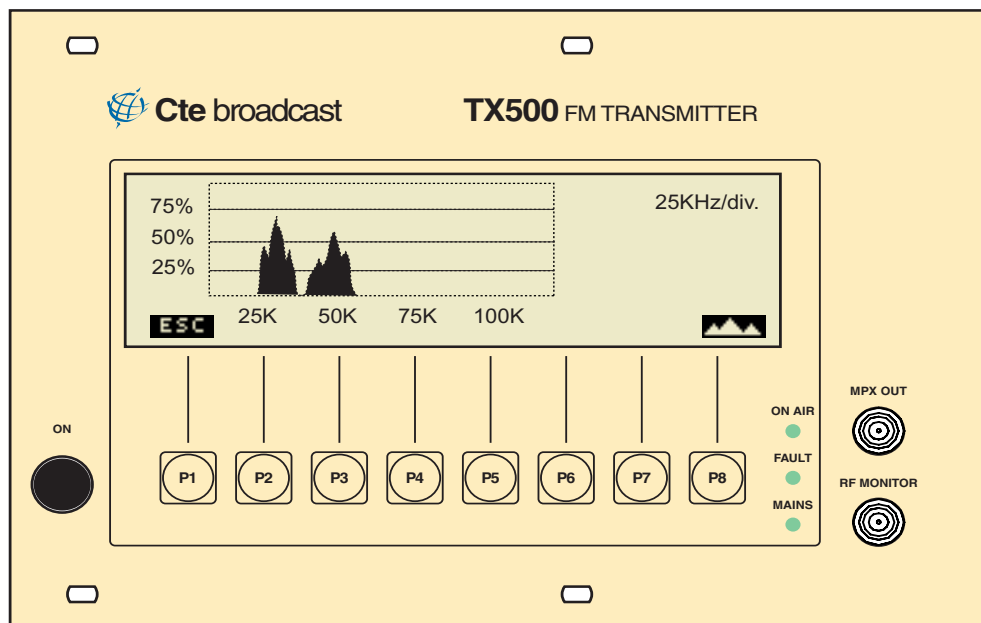 Cte broadcast
TX500 FM TRANSMITTER
75%
50%
25%
25KHz/div.
25K 50K 75K 100K
ESC
ON
P1 P2 P3 P4 P5 P6 P7 P8
ON AIR
FAULT
MAINS
MPX OUT
RF MONITOR